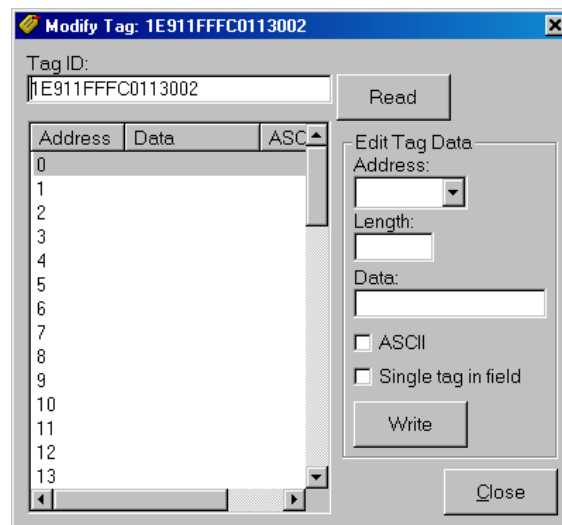 Modify Tag: 1E911FFFC0113002
Tag ID:
1E911FFFC0113002
Read
Address Data ASC
0
1
2
3
4
5
6
7
8
9
10
11
12
13
Edit Tag Data
Address:
Length:
Data:
ASCII
Single tag in field
Write
Close